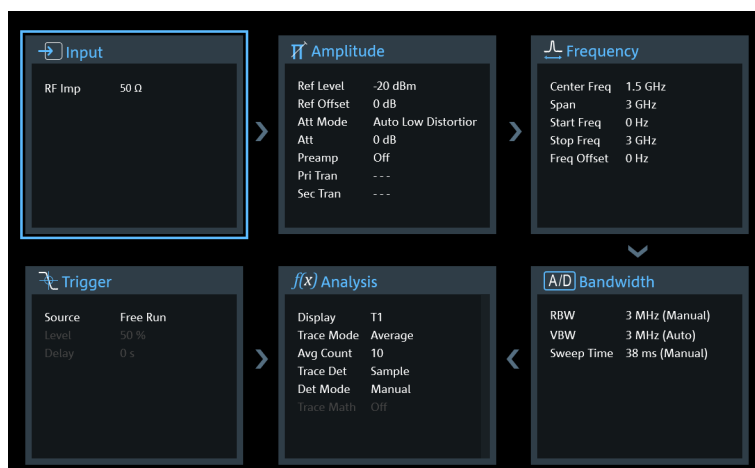 Input
RF Imp 50 Ω
Amplitude
Ref Level -20 dBm
Ref Offset 0 dB
Att Mode Auto Low Distortior
Att 0 dB
Preamp Off
Pri Tran ---
Sec Tran ---
Frequency
Center Freq 1.5 GHz
Span 3 GHz
Start Freq 0 Hz
Stop Freq 3 GHz
Freq Offset 0 Hz
Trigger
Source Free Run
Level 50 %
Delay 0 s
f(x) Analysis
Display T1
Trace Mode Average
Avg Count 10
Trace Det Sample
Det Mode Manual
Trace Math Off
A/D Bandwidth
RBW 3 MHz (Manual)
VBW 3 MHz (Auto)
Sweep Time 38 ms (Manual)